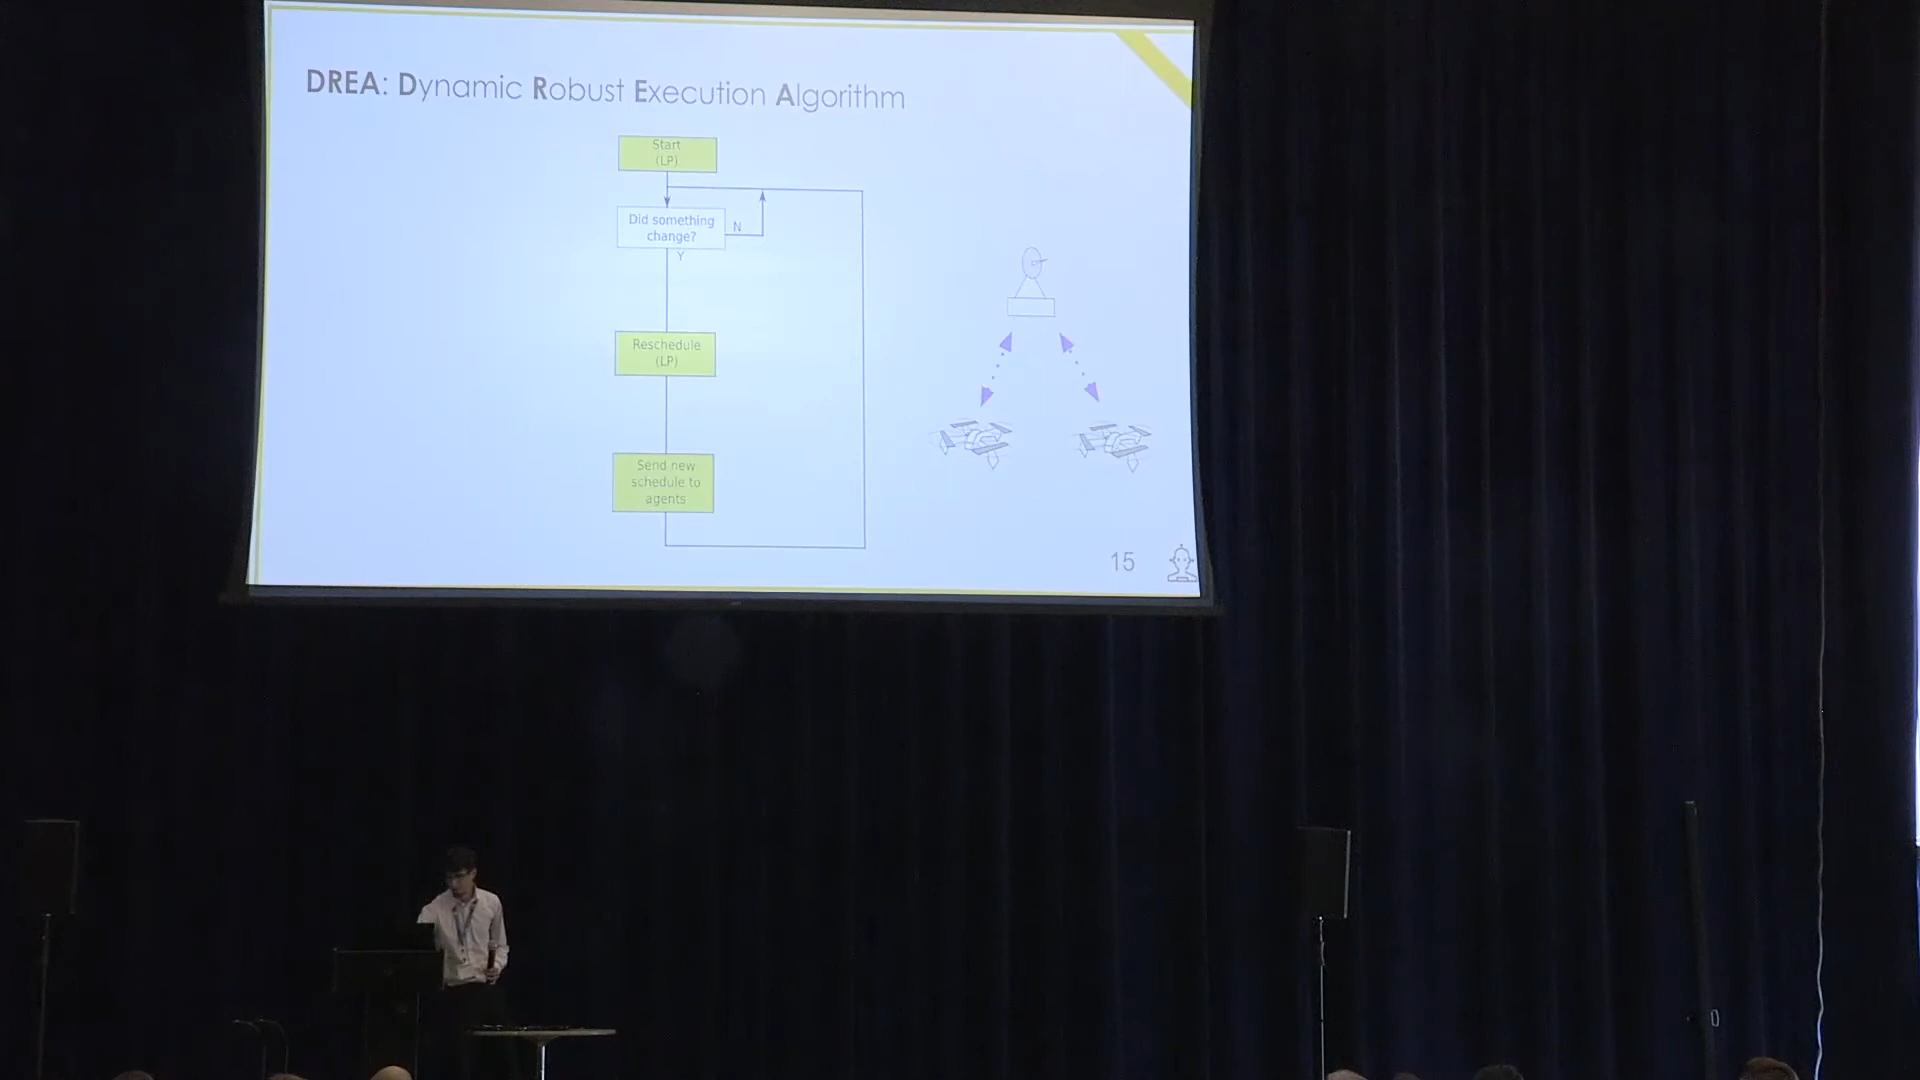 DREA: Dynamic Robust Execution Algorithm
Start
(LP)
Did something
change?
N
Y
Reschedule
(LP)
Send new
schedule to
agents
15